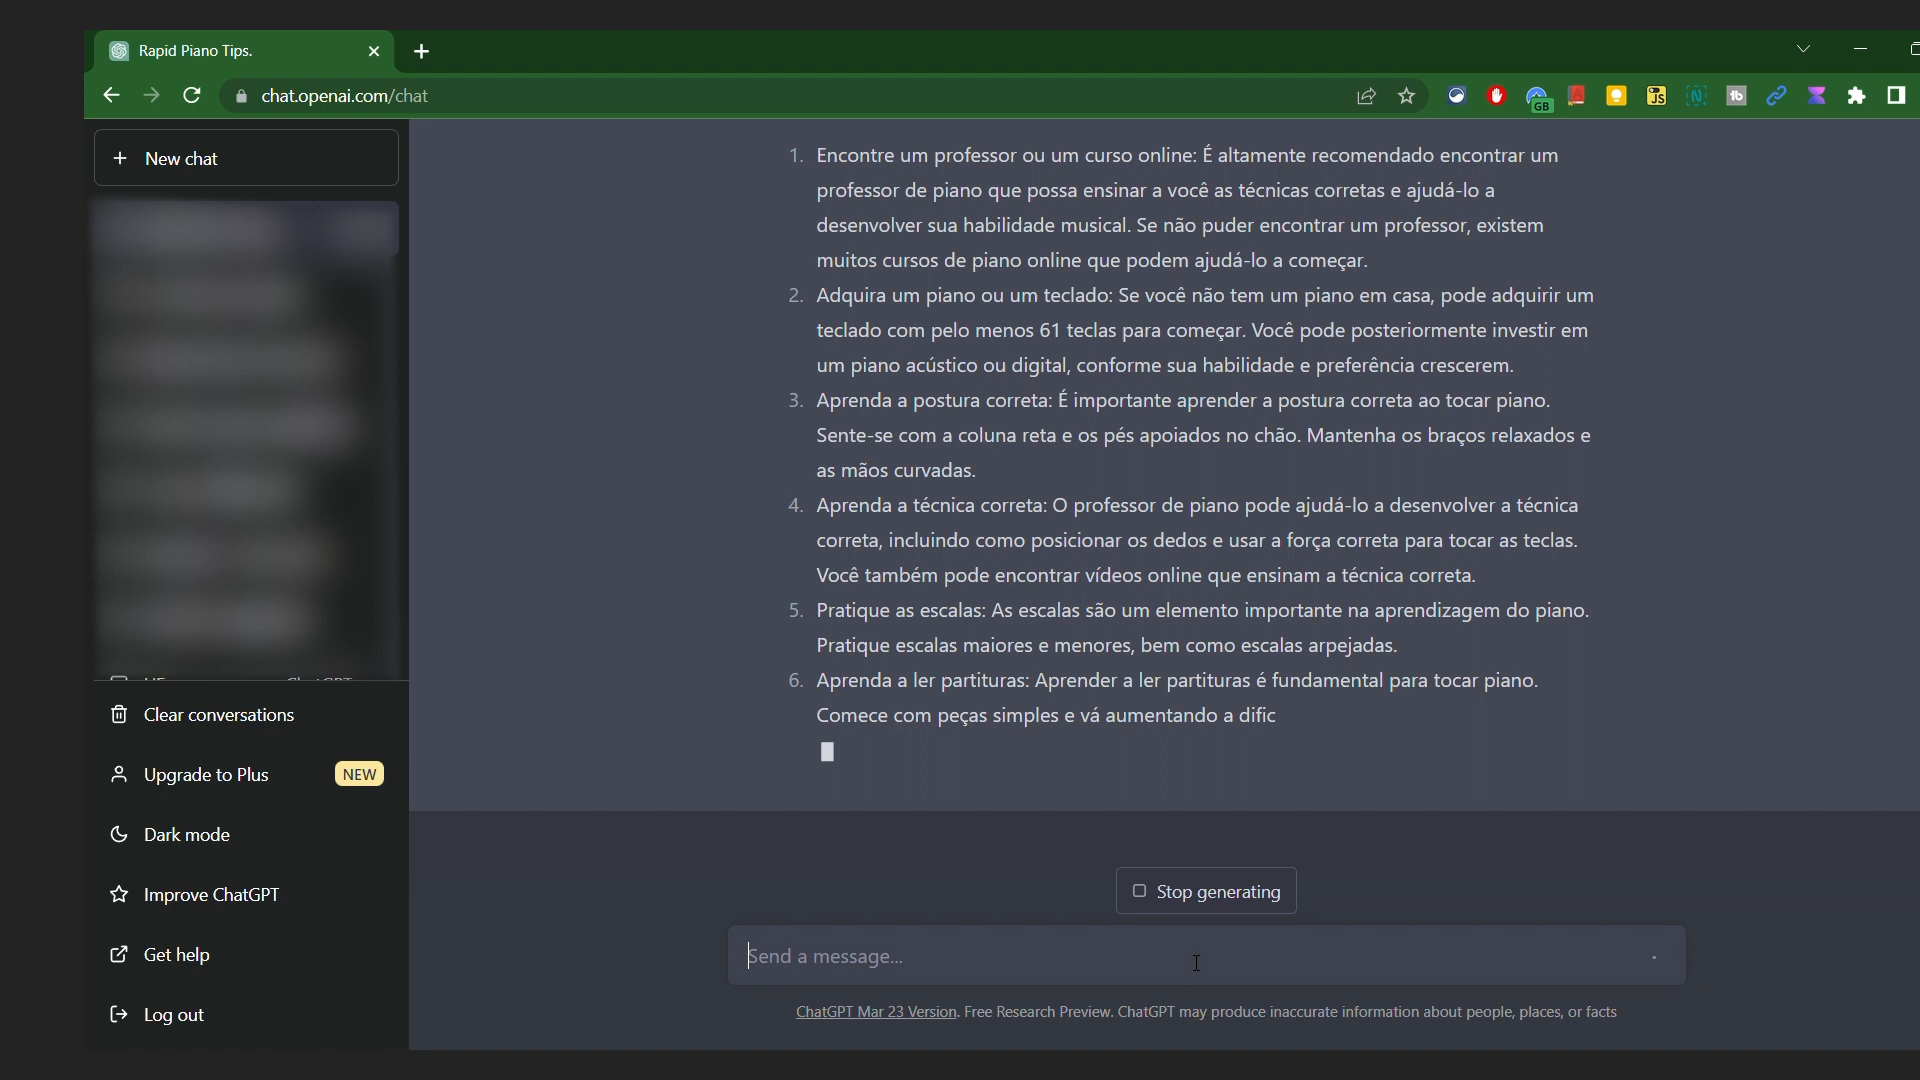 Rapid Piano Tips.
chat.openai.com/chat
GB
JS
N
tb
New chat
1. Encontre um professor ou um curso online: É altamente recomendado encontrar um
professor de piano que possa ensinar a você as técnicas corretas e ajudá-lo a
desenvolver sua habilidade musical. Se não puder encontrar um professor, existem
muitos cursos de piano online que podem ajudá-lo a começar.
2. Adquira um piano ou um teclado: Se você não tem um piano em casa, pode adquirir um
teclado com pelo menos 61 teclas para começar. Você pode posteriormente investir em
um piano acústico ou digital, conforme sua habilidade e preferência crescerem.
3. Aprenda a postura correta: É importante aprender a postura correta ao tocar piano.
Sente-se com a coluna reta e os pés apoiados no chão. Mantenha os braços relaxados e
as mãos curvadas.
4. Aprenda a técnica correta: O professor de piano pode ajudá-lo a desenvolver a técnica
correta, incluindo como posicionar os dedos e usar a força correta para tocar as teclas.
Você também pode encontrar vídeos online que ensinam a técnica correta.
5. Pratique as escalas: As escalas são um elemento importante na aprendizagem do piano.
Pratique escalas maiores e menores, bem como escalas arpejadas.
6. Aprenda a ler partituras: Aprender a ler partituras é fundamental para tocar piano.
Comece com peças simples e vá aumentando a dific
Clear conversations
Upgrade to Plus NEW
Dark mode
Improve ChatGPT
Get help
Log out
Stop generating
Send a message...
ChatGPT Mar 23 Version. Free Research Preview. ChatGPT may produce inaccurate information about people, places, or facts